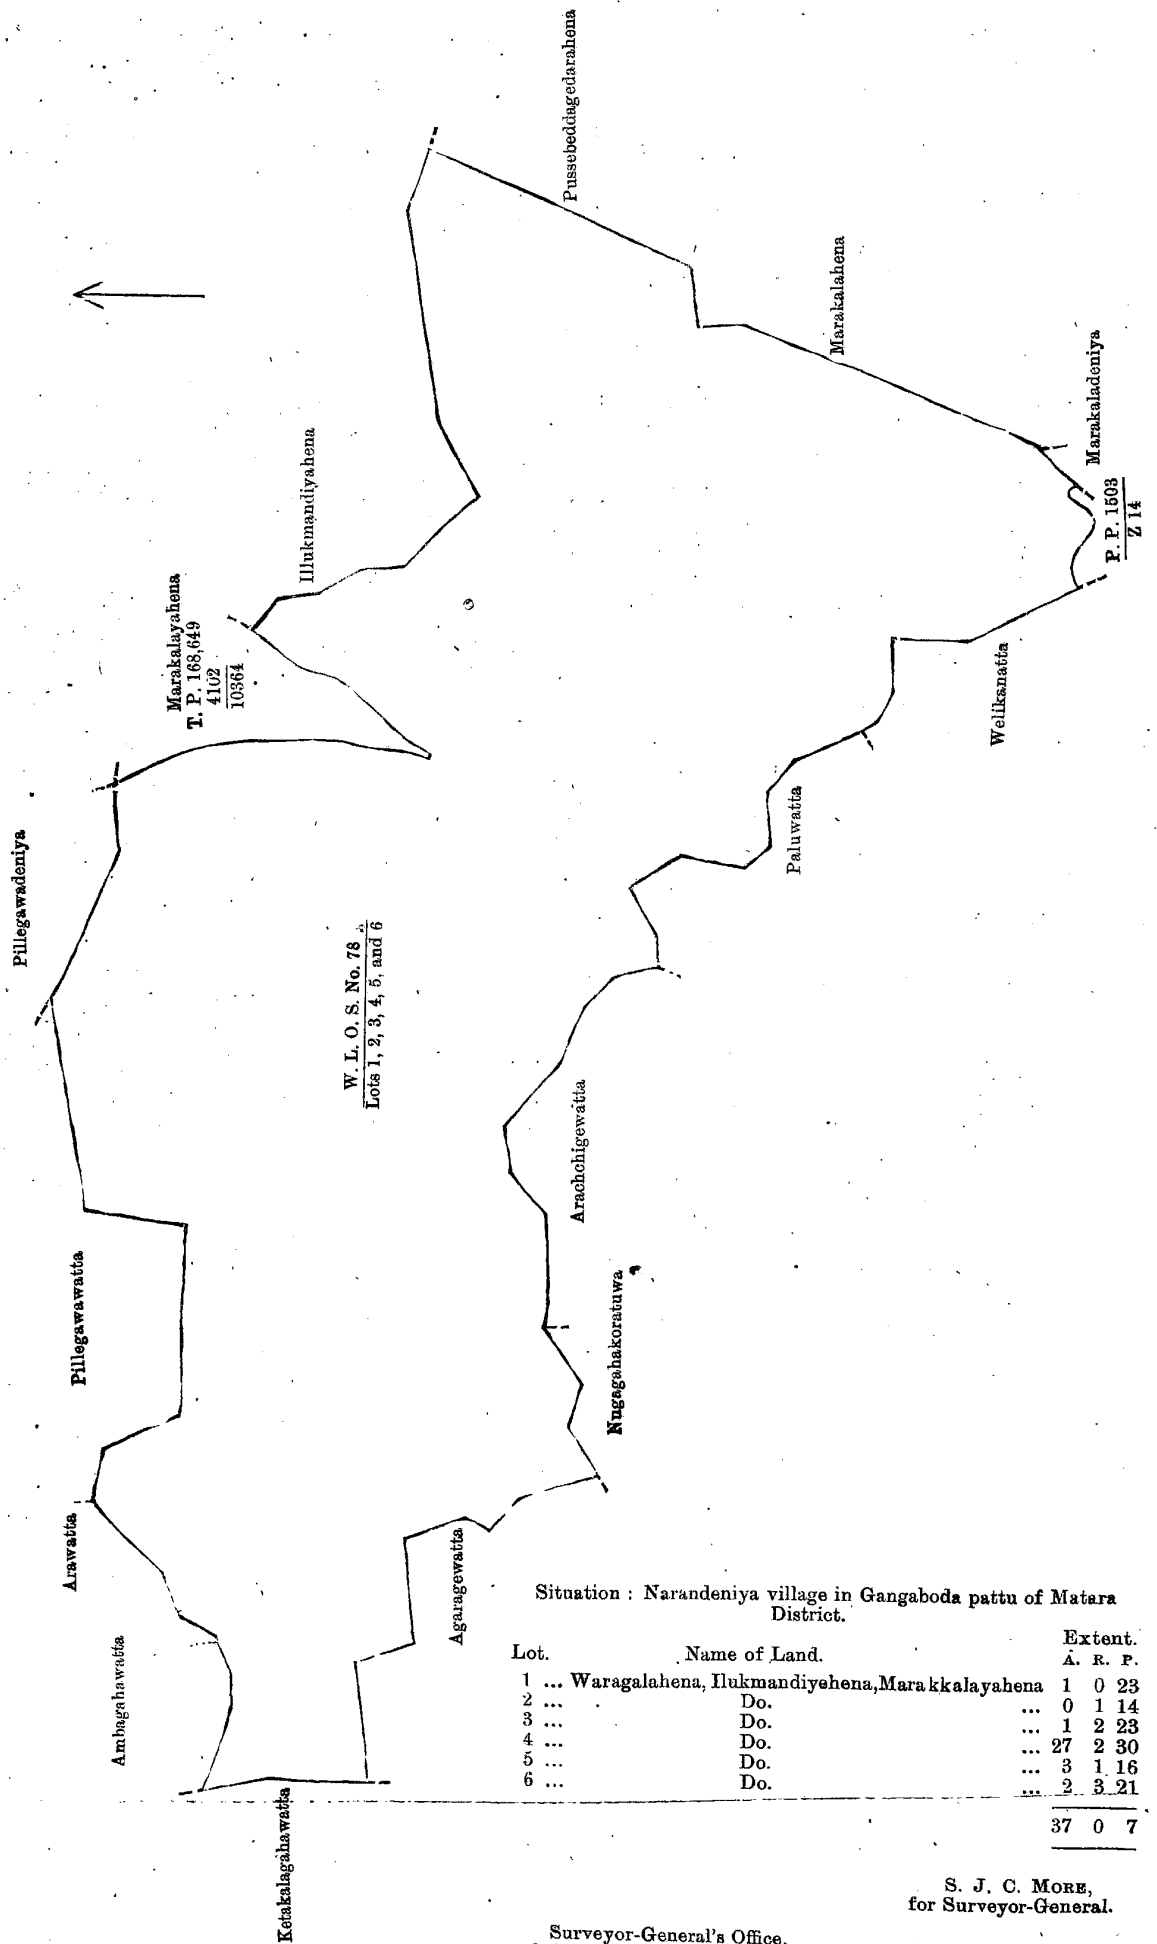 Pussebeddagedarahena
Marakalahena
Marakaladeniya
P. P. 1503
Z 14
Illukmandiyahena
Marakalayahena
T. P. 168,649
4102
10364
Welikanatta
Paluwatta
Pillegawadeniya
W. L. O. S. No. 78
Lots 1, 2, 3, 4, 5, and 6
Arachchigewatta
Pillegawawatta
Nugagahakoratuwa
Arawatta
Agaragewatta
Ambagahawatta
Ketakalagahawatta
Situation : Narandeniya village in Gangaboda pattu of Matara
District.
Extent.
Lot. Name of Land. A. R. P.
1 ... Waragalahena, Ilukmandiyehena, Marakkalayahena 1 0 23
2 ... Do. ... 0 1 14
3 ... Do. ... 1 2 23
4 ... Do. ... 27 2 30
5 ... Do. ... 3 1 16
6 ... Do. ... 2 3 21
37 0 7
S. J. C. MORE,
for Surveyor-General.
Surveyor-General's Office,